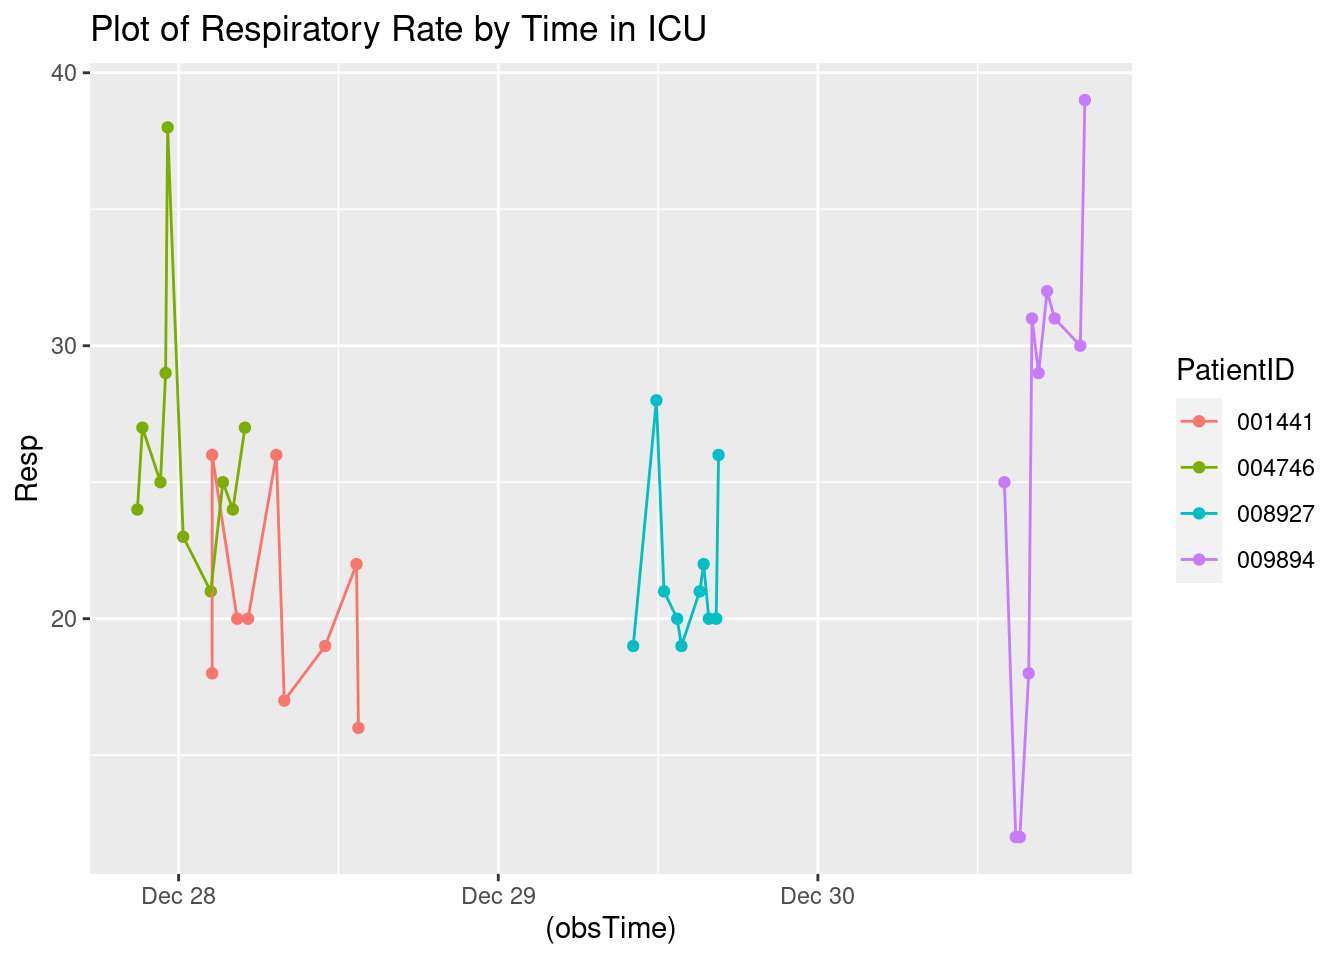 Plot of Respiratory Rate by Time in ICU
40
30
20
Resp
Dec 28
Dec 29
Dec 30
(obsTime)
PatientID
001441
004746
008927
009894